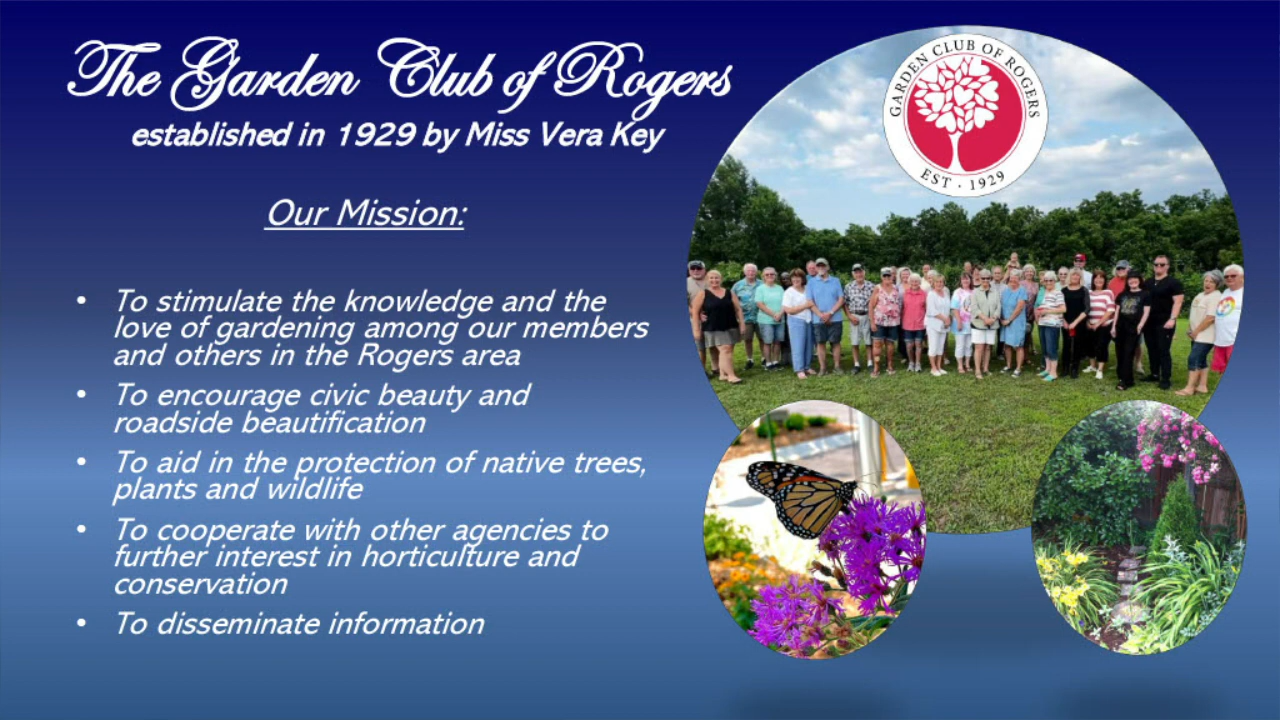 The Garden Club of Rogers
established in 1929 by Miss Vera Key
Our Mission:
• To stimulate the knowledge and the
love of gardening among our members
and others in the Rogers area
• To encourage civic beauty and
roadside beautification
• To aid in the protection of native trees,
plants and wildlife
• To cooperate with other agencies to
further interest in horticulture and
conservation
• To disseminate information
GARDEN CLUB OF ROGERS
EST · 1929